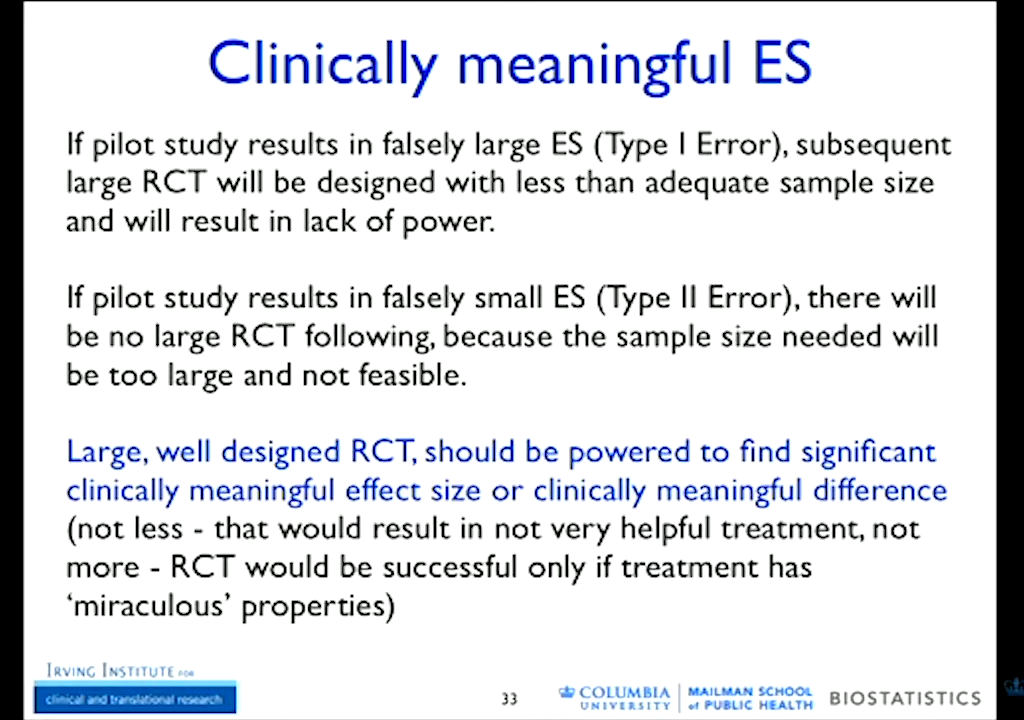 Clinically meaningful ES
If pilot study results in falsely large ES (Type I Error), subsequent
large RCT will be designed with less than adequate sample size
and will result in lack of power.
If pilot study results in falsely small ES (Type II Error), there will
be no large RCT following, because the sample size needed will
be too large and not feasible.
Large, well designed RCT, should be powered to find significant
clinically meaningful effect size or clinically meaningful difference
(not less - that would result in not very helpful treatment, not
more - RCT would be successful only if treatment has
‘miraculous’ properties)
IRVING INSTITUTE FOR
clinical and translational research
33
COLUMBIA
UNIVERSITY
MAILMAN SCHOOL
of PUBLIC HEALTH
BIOSTATISTICS